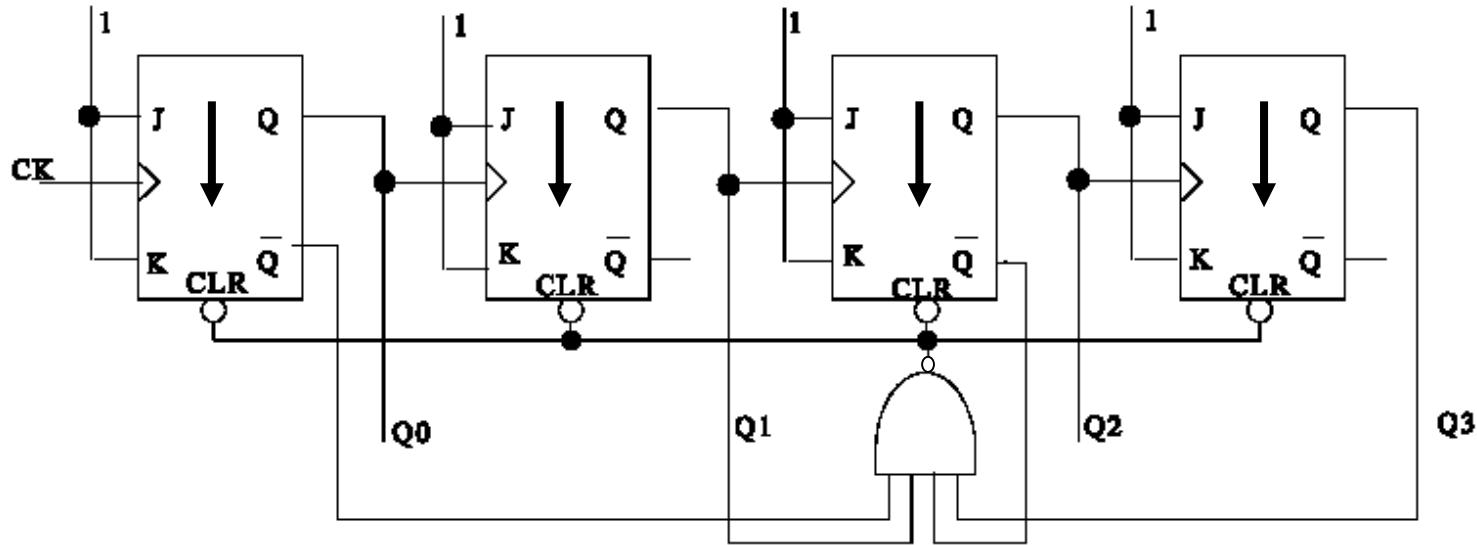 1 1 1 1
J Q J Q J Q J Q
CK
K Q̅ K Q̅ K Q̅ K Q̅
CLR CLR CLR CLR
Q0 Q1 Q2 Q3